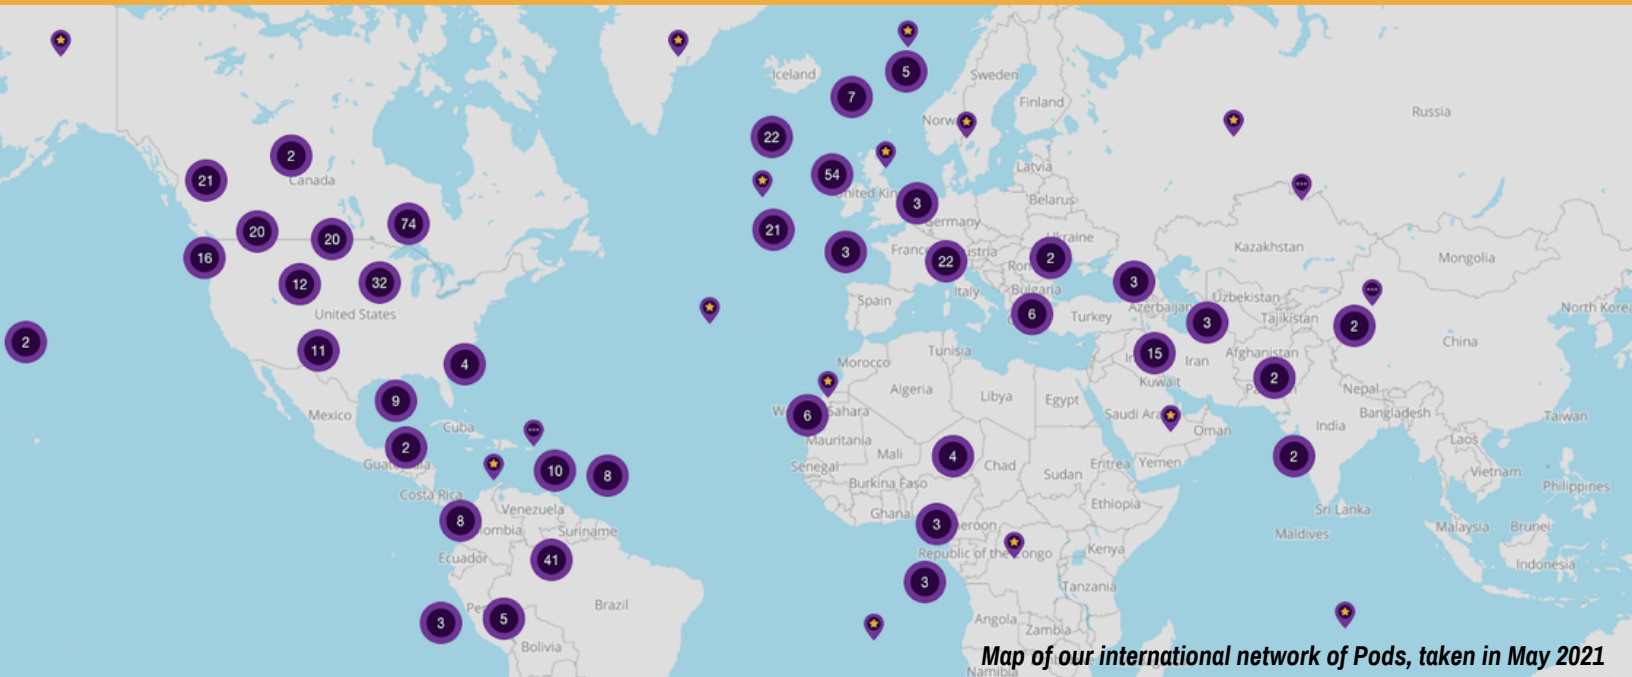 5
Iceland
Sweden
7
Finland
Russia
Norw
22
2
Canada
21
54
Latvia
United Kin
3
Belarus
74
20
20
21
Germany
Ukraine
16
3
France
22
Austria
2
Kazakhstan
Mongolia
12
32
Italy
Rom
3
Bulgaria
Uzbekistan
United States
Spain
6
Turkey
Azerbaijan
3
Tajikistan
2
North Korea
2
11
4
Tunisia
15
Iran
Afghanistan
China
Morocco
Kuwait
2
Nepal
9
Algeria
Libya
Egypt
Mexico
6
Sahara
Saudi Ara
Bangladesh
Taiwan
Cuba
India
Oman
2
Mauritania
Laos
Guatemala
Mali
4
Chad
Eritrea
Yemen
2
Senegal
Sudan
Vietnam
10
8
Burkina Faso
Philippines
Costa Rica
Ethiopia
Venezuela
Ghana
Sri Lanka
8
lombia
Suriname
3
eroon
Malaysia
Brunei
Maldives
Ecuador
41
Republic of the Congo
Kenya
Indonesia
3
Tanzania
Brazil
3
Pe
5
Angola
Zambia
Bolivia
Map of our international network of Pods, taken in May 2021
Namibia